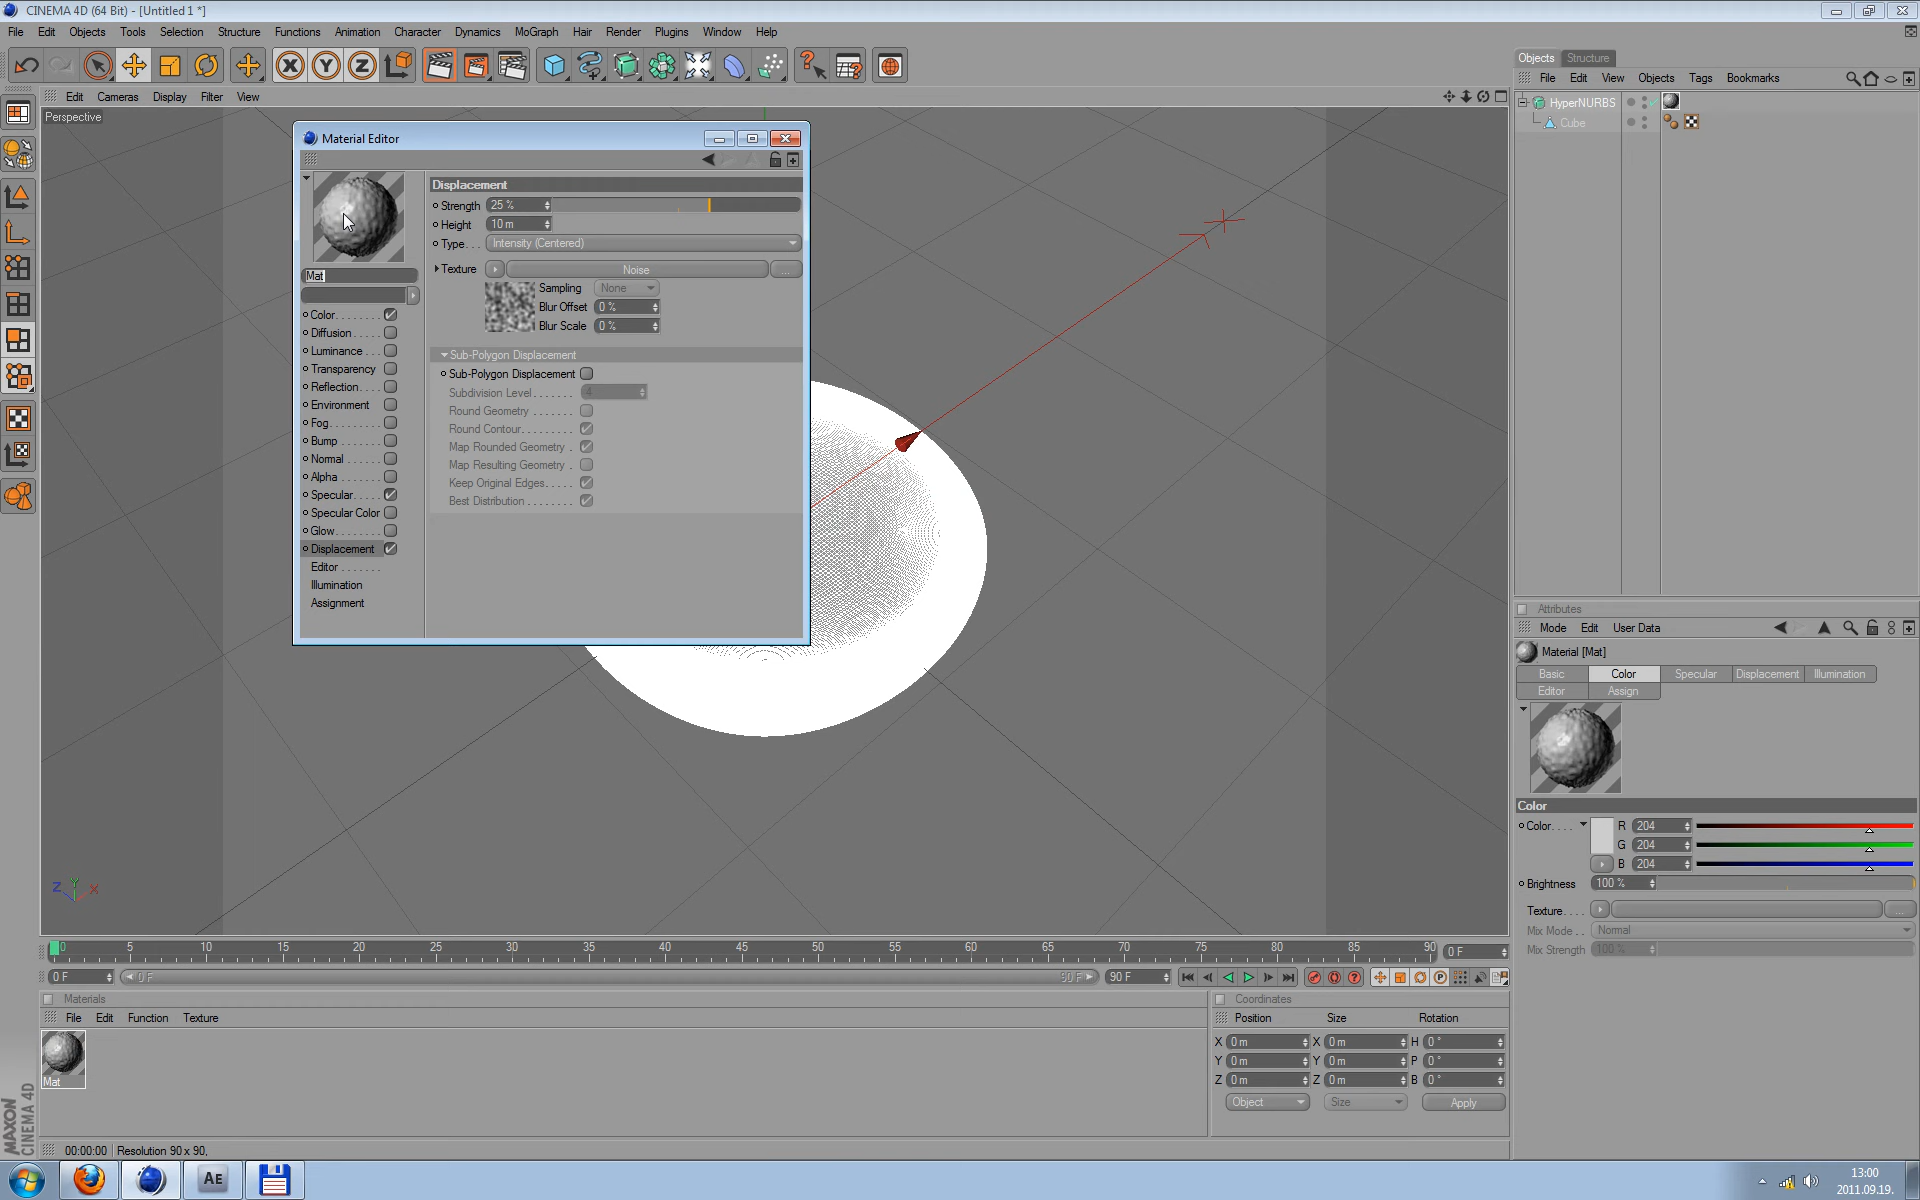 CINEMA 4D (64 Bit) - [Untitled 1 *]
File Edit Objects Tools Selection Structure Functions Animation Character Dynamics MoGraph Hair Render Plugins Window Help
Objects Structure
File Edit View Objects Tags Bookmarks
Edit Cameras Display Filter View
HyperNURBS
Cube
Perspective
Material Editor
Displacement
Strength 25 %
Height 10 m
Type. . . Intensity (Centered)
Texture Noise ...
Sampling None
Blur Offset 0 %
Blur Scale 0 %
Mat
Color
Diffusion
Luminance
Transparency
Reflection
Environment
Fog
Bump
Normal
Alpha
Specular
Specular Color
Glow
Displacement
Editor
Illumination
Assignment
Sub-Polygon Displacement
Sub-Polygon Displacement
Subdivision Level 4
Round Geometry
Round Contour
Map Rounded Geometry
Map Resulting Geometry
Keep Original Edges
Best Distribution
Z Y X
Attributes
Mode Edit User Data
Material [Mat]
Basic Color Specular Displacement Illumination
Editor Assign
Color
Color. . . . R 204
G 204
B 204
Brightness 100 %
Texture. . . . ...
Mix Mode . . Normal
Mix Strength 100 %
0 5 10 15 20 25 30 35 40 45 50 55 60 65 70 75 80 85 90 0 F
0 F 0 F 90 F 90 F
Materials
File Edit Function Texture
Mat
Coordinates
Position Size Rotation
X 0 m X 0 m H 0 °
Y 0 m Y 0 m P 0 °
Z 0 m Z 0 m B 0 °
Object Size Apply
MAXON
CINEMA 4D
00:00:00 Resolution 90 x 90,
AE
13:00
2011.09.19.